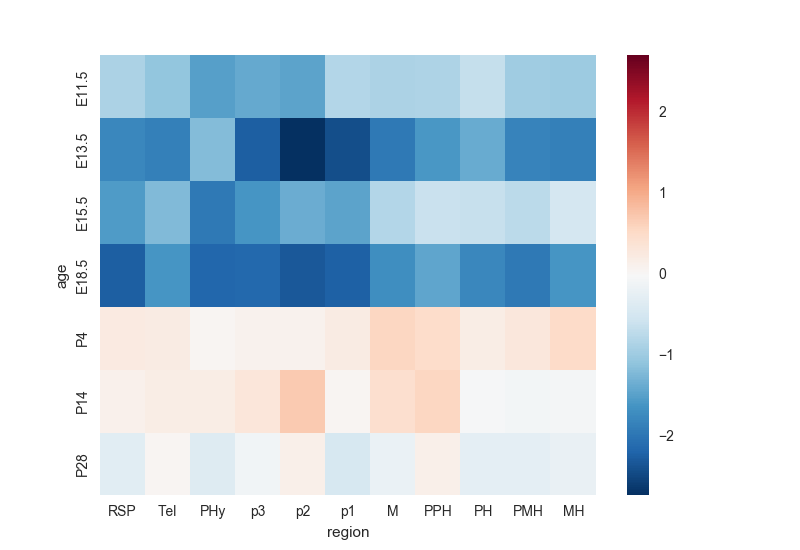 E11.5
E13.5
E15.5
E18.5
P4
P14
P28
age
RSP Tel PHy p3 p2 p1 M PPH PH PMH MH
region
2
1
0
−1
−2